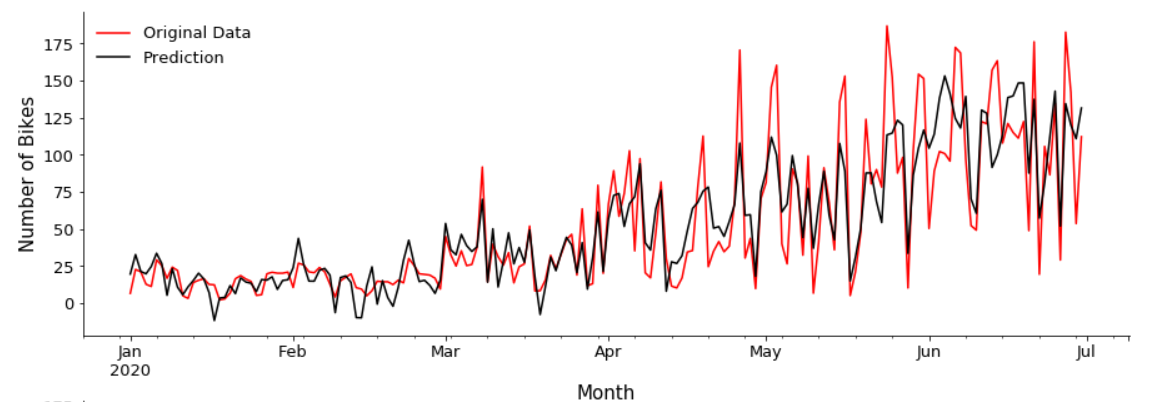 Original Data
Prediction
175
150
125
100
75
50
25
0
Number of Bikes
Jan Feb Mar Apr May Jun Jul
2020
Month